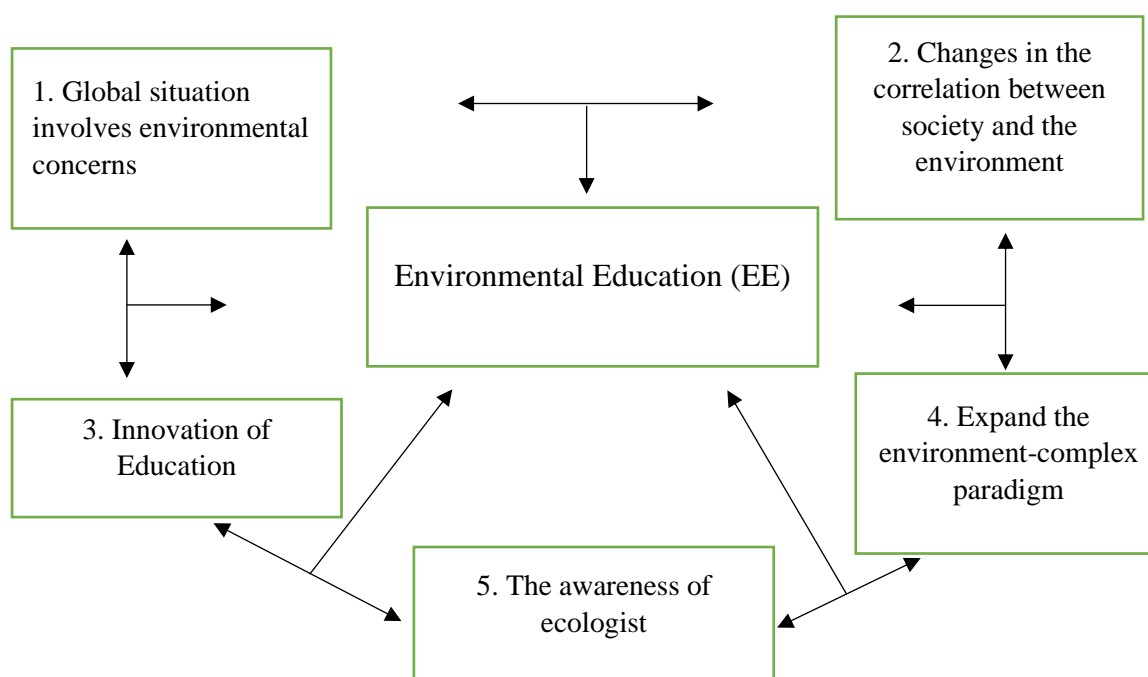 1. Global situation
involves environmental
concerns
2. Changes in the
correlation between
society and the
environment
Environmental Education (EE)
3. Innovation of
Education
4. Expand the
environment-complex
paradigm
5. The awareness of
ecologist